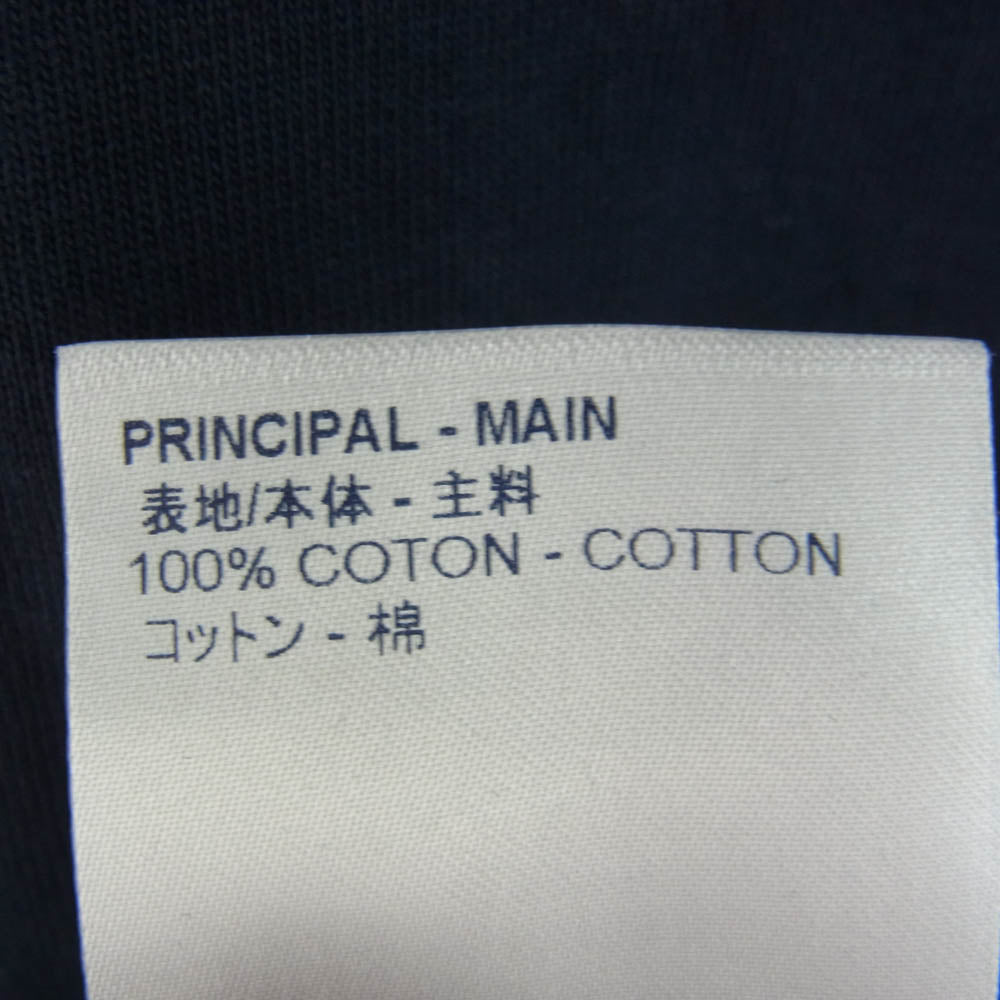 PRINCIPAL - MAIN
表地/本体 - 主料
100% COTON - COTTON
コットン - 棉